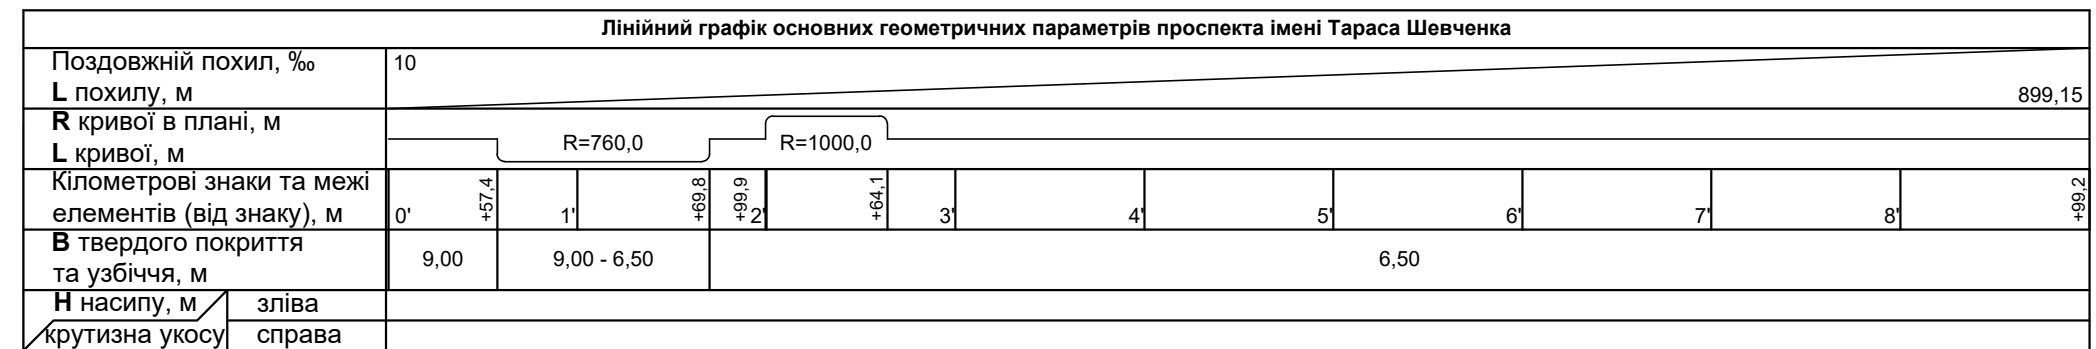 Лінійний графік основних геометричних параметрів проспекта імені Тараса Шевченка
Поздовжній похил, ‰
L похилу, м
10
899,15
R кривої в плані, м
L кривої, м
R=760,0
R=1000,0
Кілометрові знаки та межі
елементів (від знаку), м
0'
+57,4
1'
+69,8
+99,9
2'
+64,1
3'
4'
5'
6'
7'
8'
+99,2
В твердого покриття
та узбіччя, м
9,00
9,00 - 6,50
6,50
Н насипу, м
крутизна укосу
зліва
справа